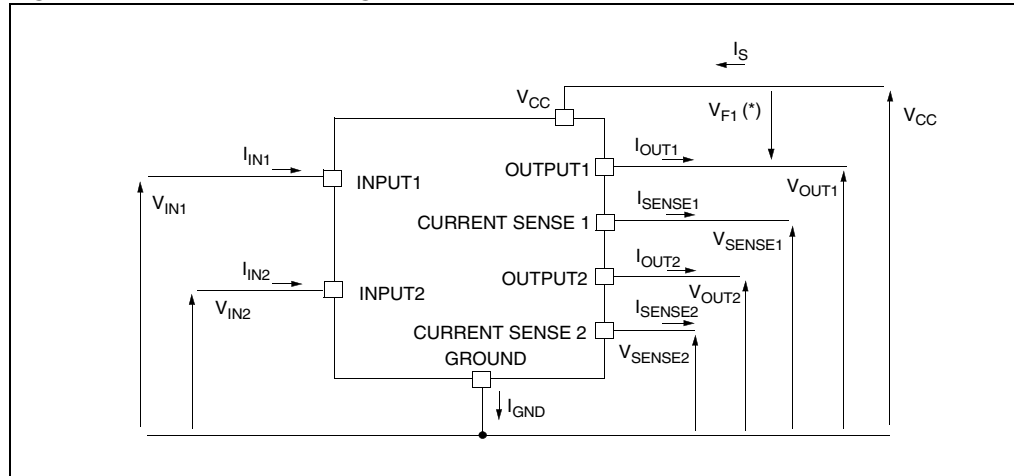 I_S
V_CC
V_F1 (*)
V_CC
I_IN1
OUTPUT1
I_OUT1
INPUT1
V_IN1
V_OUT1
CURRENT SENSE 1
I_SENSE1
V_SENSE1
I_IN2
OUTPUT2
I_OUT2
INPUT2
V_IN2
V_OUT2
CURRENT SENSE 2
I_SENSE2
V_SENSE2
GROUND
I_GND